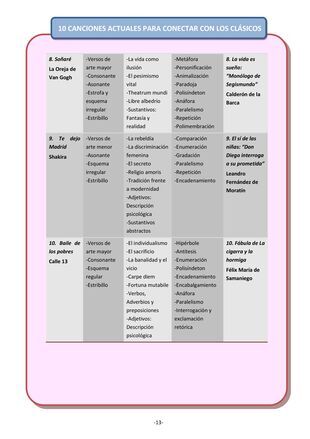 10 CANCIONES ACTUALES PARA CONECTAR CON LOS CLÁSICOS
8. Soñaré
La Oreja de
Van Gogh
-Versos de
arte mayor
-Consonante
-Asonante
-Estrofa y
esquema
irregular
-Estribillo
-La vida como
ilusión
-El pesimismo
vital
-Theatrum mundi
-Libre albedrío
-Sustantivos:
Fantasía y
realidad
-Metáfora
-Personificación
-Animalización
-Paradoja
-Polisíndeton
-Anáfora
-Paralelismo
-Repetición
-Polimembración
8. La vida es
sueño:
"Monólogo de
Segismundo"
Calderón de la
Barca
9. Te dejo
Madrid
Shakira
-Versos de
arte menor
-Asonante
-Esquema
irregular
-Estribillo
-La rebeldía
-La discriminación
femenina
-El secreto
-Religio amoris
-Tradición frente
a modernidad
-Adjetivos:
Descripción
psicológica
-Sustantivos
abstractos
-Comparación
-Enumeración
-Gradación
-Paralelismo
-Repetición
-Encadenamiento
9. El sí de las
niñas: "Don
Diego interroga
a su prometida"
Leandro
Fernández de
Moratín
10. Baile de
los pobres
Calle 13
-Versos de
arte mayor
-Consonante
-Esquema
regular
-Estribillo
-El individualismo
-El sacrificio
-La banalidad y el
vicio
-Carpe diem
-Fortuna mutabile
-Verbos,
Adverbios y
preposiciones
-Adjetivos:
Descripción
psicológica
-Hipérbole
-Antítesis
-Enumeración
-Polisíndeton
-Encadenamiento
-Encabalgamiento
-Anáfora
-Paralelismo
-Interrogación y
exclamación
retórica
10. Fábula de La
cigarra y la
hormiga
Félix María de
Samaniego
-13-